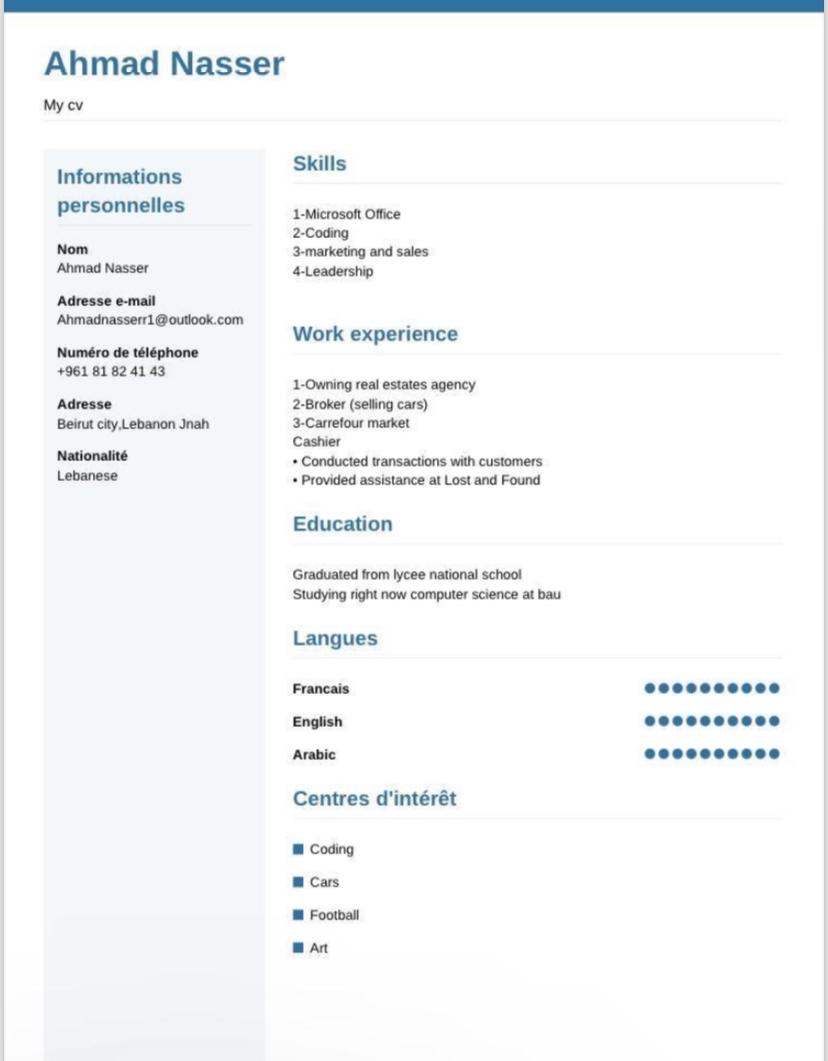 Ahmad Nasser
My cv
Informations
personnelles
Nom
Ahmad Nasser
Adresse e-mail
Ahmadnasserr1@outlook.com
Numéro de téléphone
+961 81 82 41 43
Adresse
Beirut city,Lebanon Jnah
Nationalité
Lebanese
Skills
1-Microsoft Office
2-Coding
3-marketing and sales
4-Leadership
Work experience
1-Owning real estates agency
2-Broker (selling cars)
3-Carrefour market
Cashier
• Conducted transactions with customers
• Provided assistance at Lost and Found
Education
Graduated from lycee national school
Studying right now computer science at bau
Langues
Francais
English
Arabic
Centres d'intérêt
Coding
Cars
Football
Art